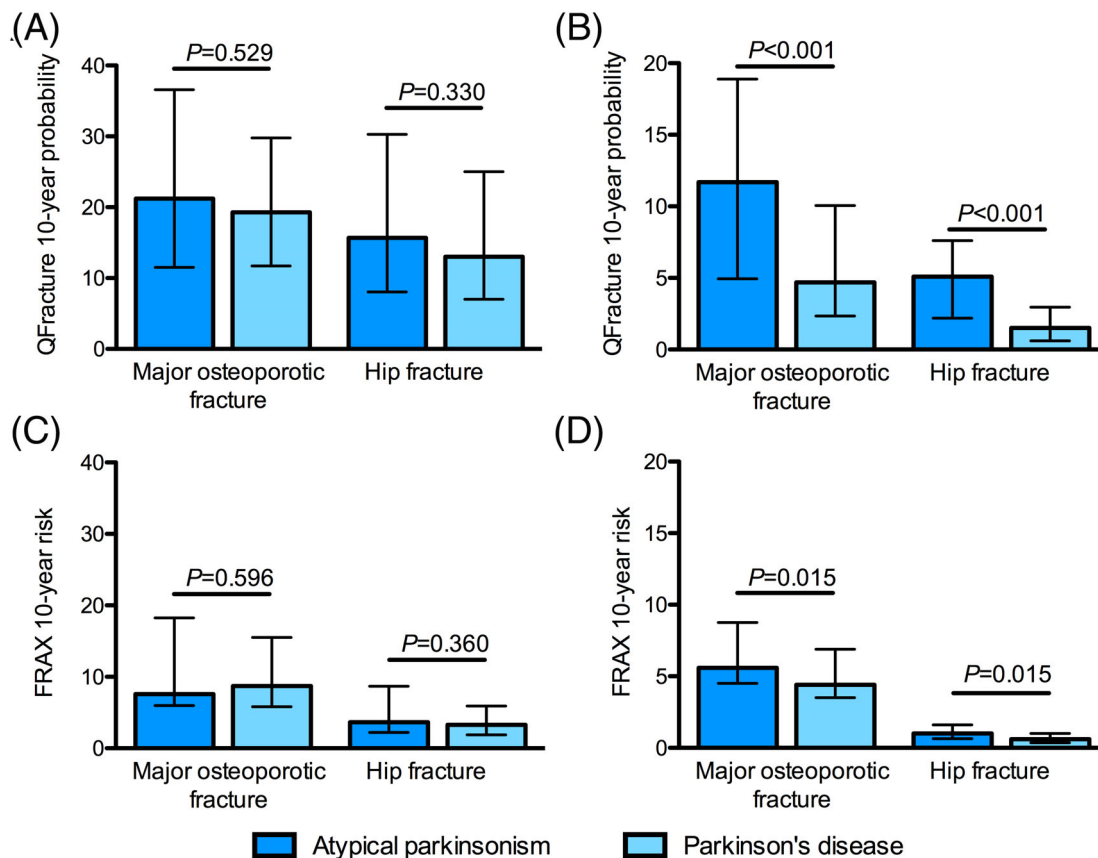 (A)
P=0.529
P=0.330
QFracture 10-year probability
40
30
20
10
0
Major osteoporotic
fracture
Hip fracture
(B)
P<0.001
P<0.001
QFracture 10-year probability
20
15
10
5
0
Major osteoporotic
fracture
Hip fracture
(C)
P=0.596
P=0.360
FRAX 10-year risk
40
30
20
10
0
Major osteoporotic
fracture
Hip fracture
(D)
P=0.015
P=0.015
FRAX 10-year risk
20
15
10
5
0
Major osteoporotic
fracture
Hip fracture
Atypical parkinsonism
Parkinson's disease